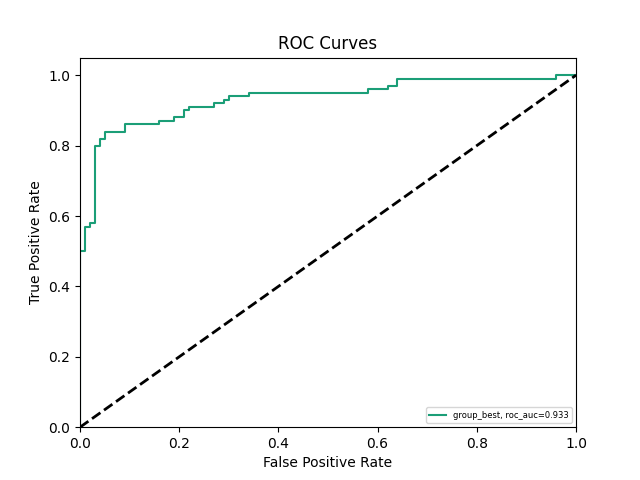 ROC Curves
True Positive Rate
1.0
0.8
0.6
0.4
0.2
0.0
group_best, roc_auc=0.933
0.0 0.2 0.4 0.6 0.8 1.0
False Positive Rate